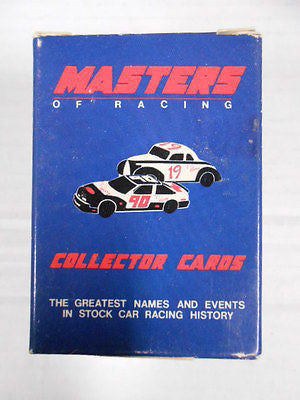 MASTERS
OF RACING
19
90
COLLECTOR CARDS
THE GREATEST NAMES AND EVENTS
IN STOCK CAR RACING HISTORY